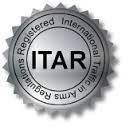 Registered International Traffic in Arms Regulations
ITAR